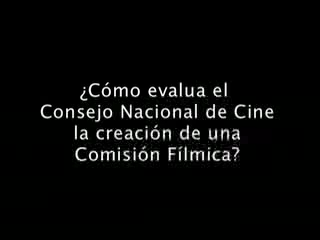 ¿Cómo evalua el
Consejo Nacional de Cine
la creación de una
Comisión Fílmica?